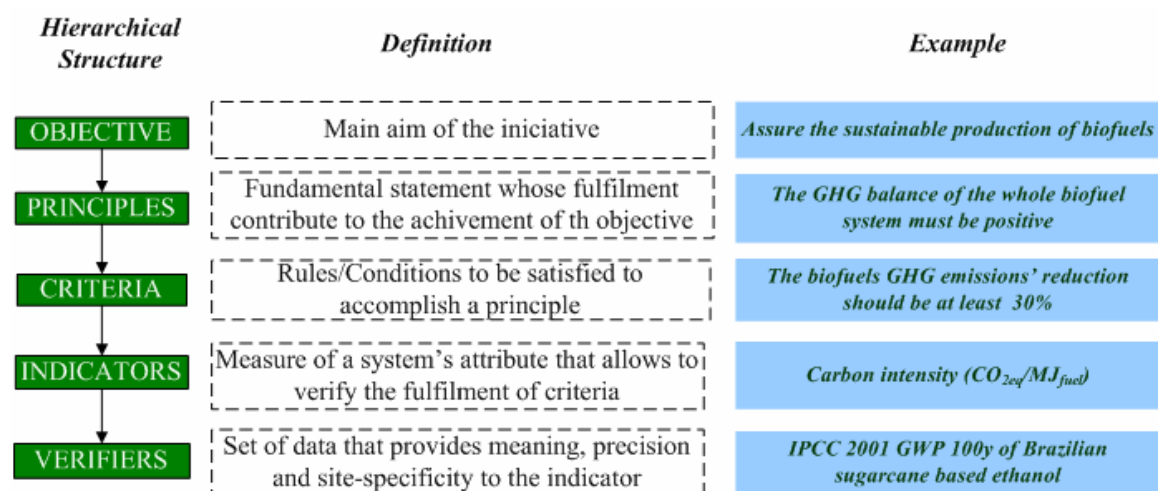 Hierarchical
Structure
Definition
Example
OBJECTIVE
Main aim of the iniciative
Assure the sustainable production of biofuels
PRINCIPLES
Fundamental statement whose fulfilment
contribute to the achivement of th objective
The GHG balance of the whole biofuel
system must be positive
CRITERIA
Rules/Conditions to be satisfied to
accomplish a principle
The biofuels GHG emissions’ reduction
should be at least 30%
INDICATORS
Measure of a system’s attribute that allows to
verify the fulfilment of criteria
Carbon intensity (CO2eq/MJfuel)
VERIFIERS
Set of data that provides meaning, precision
and site-specificity to the indicator
IPCC 2001 GWP 100y of Brazilian
sugarcane based ethanol